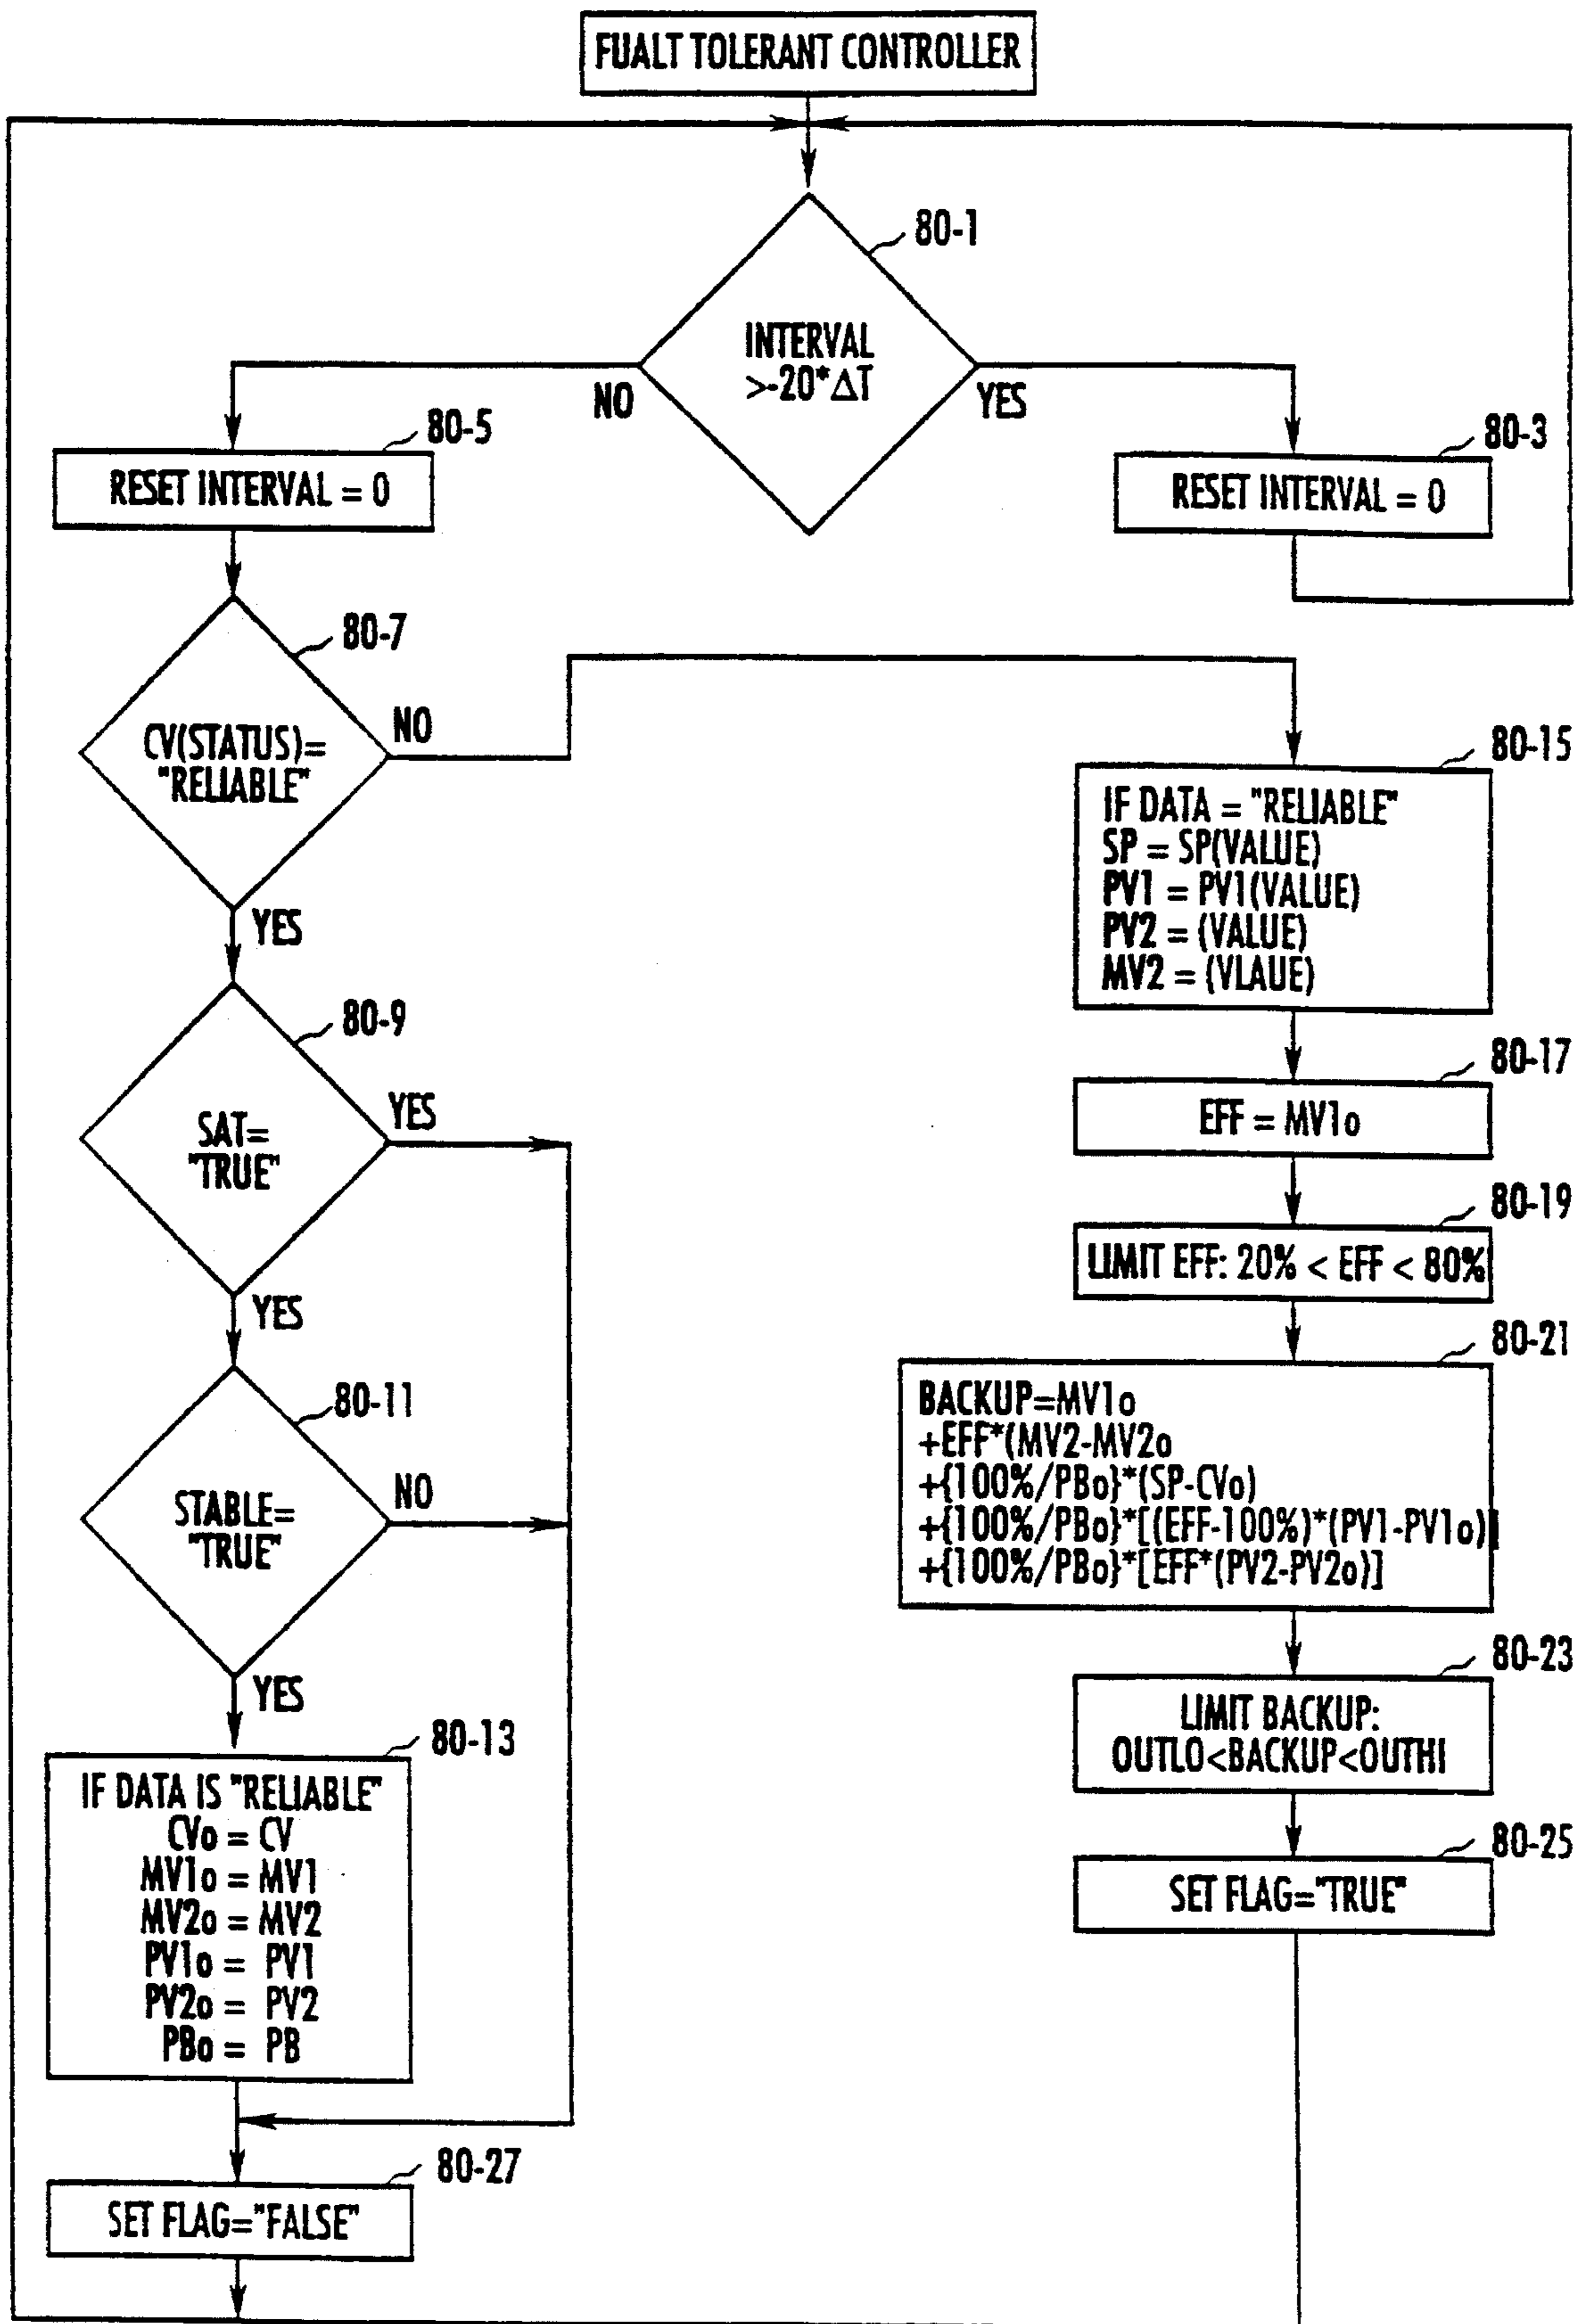 FUALT TOLERANT CONTROLLER
80-1
INTERVAL
>-20*ΔT
NO
YES
80-5
RESET INTERVAL = 0
80-3
RESET INTERVAL = 0
80-7
CV(STATUS)=
"RELIABLE"
NO
YES
80-15
IF DATA = "RELIABLE"
SP = SP(VALUE)
PV1 = PV1(VALUE)
PV2 = (VALUE)
MV2 = (VLAUE)
80-9
SAT=
"TRUE"
YES
YES
80-17
EFF = MV1o
80-19
LIMIT EFF: 20% < EFF < 80%
80-11
STABLE=
"TRUE"
NO
YES
80-21
BACKUP=MV1o
+EFF*(MV2-MV2o
+{100%/PBo}*(SP-CVo)
+{100%/PBo}*[(EFF-100%)*(PV1-PV1o)]
+{100%/PBo}*[EFF*(PV2-PV2o)]
80-23
LIMIT BACKUP:
OUTLO<BACKUP<OUTHI
80-13
IF DATA IS "RELIABLE"
CVo = CV
MV1o = MV1
MV2o = MV2
PV1o = PV1
PV2o = PV2
PBo = PB
80-25
SET FLAG="TRUE"
80-27
SET FLAG="FALSE"